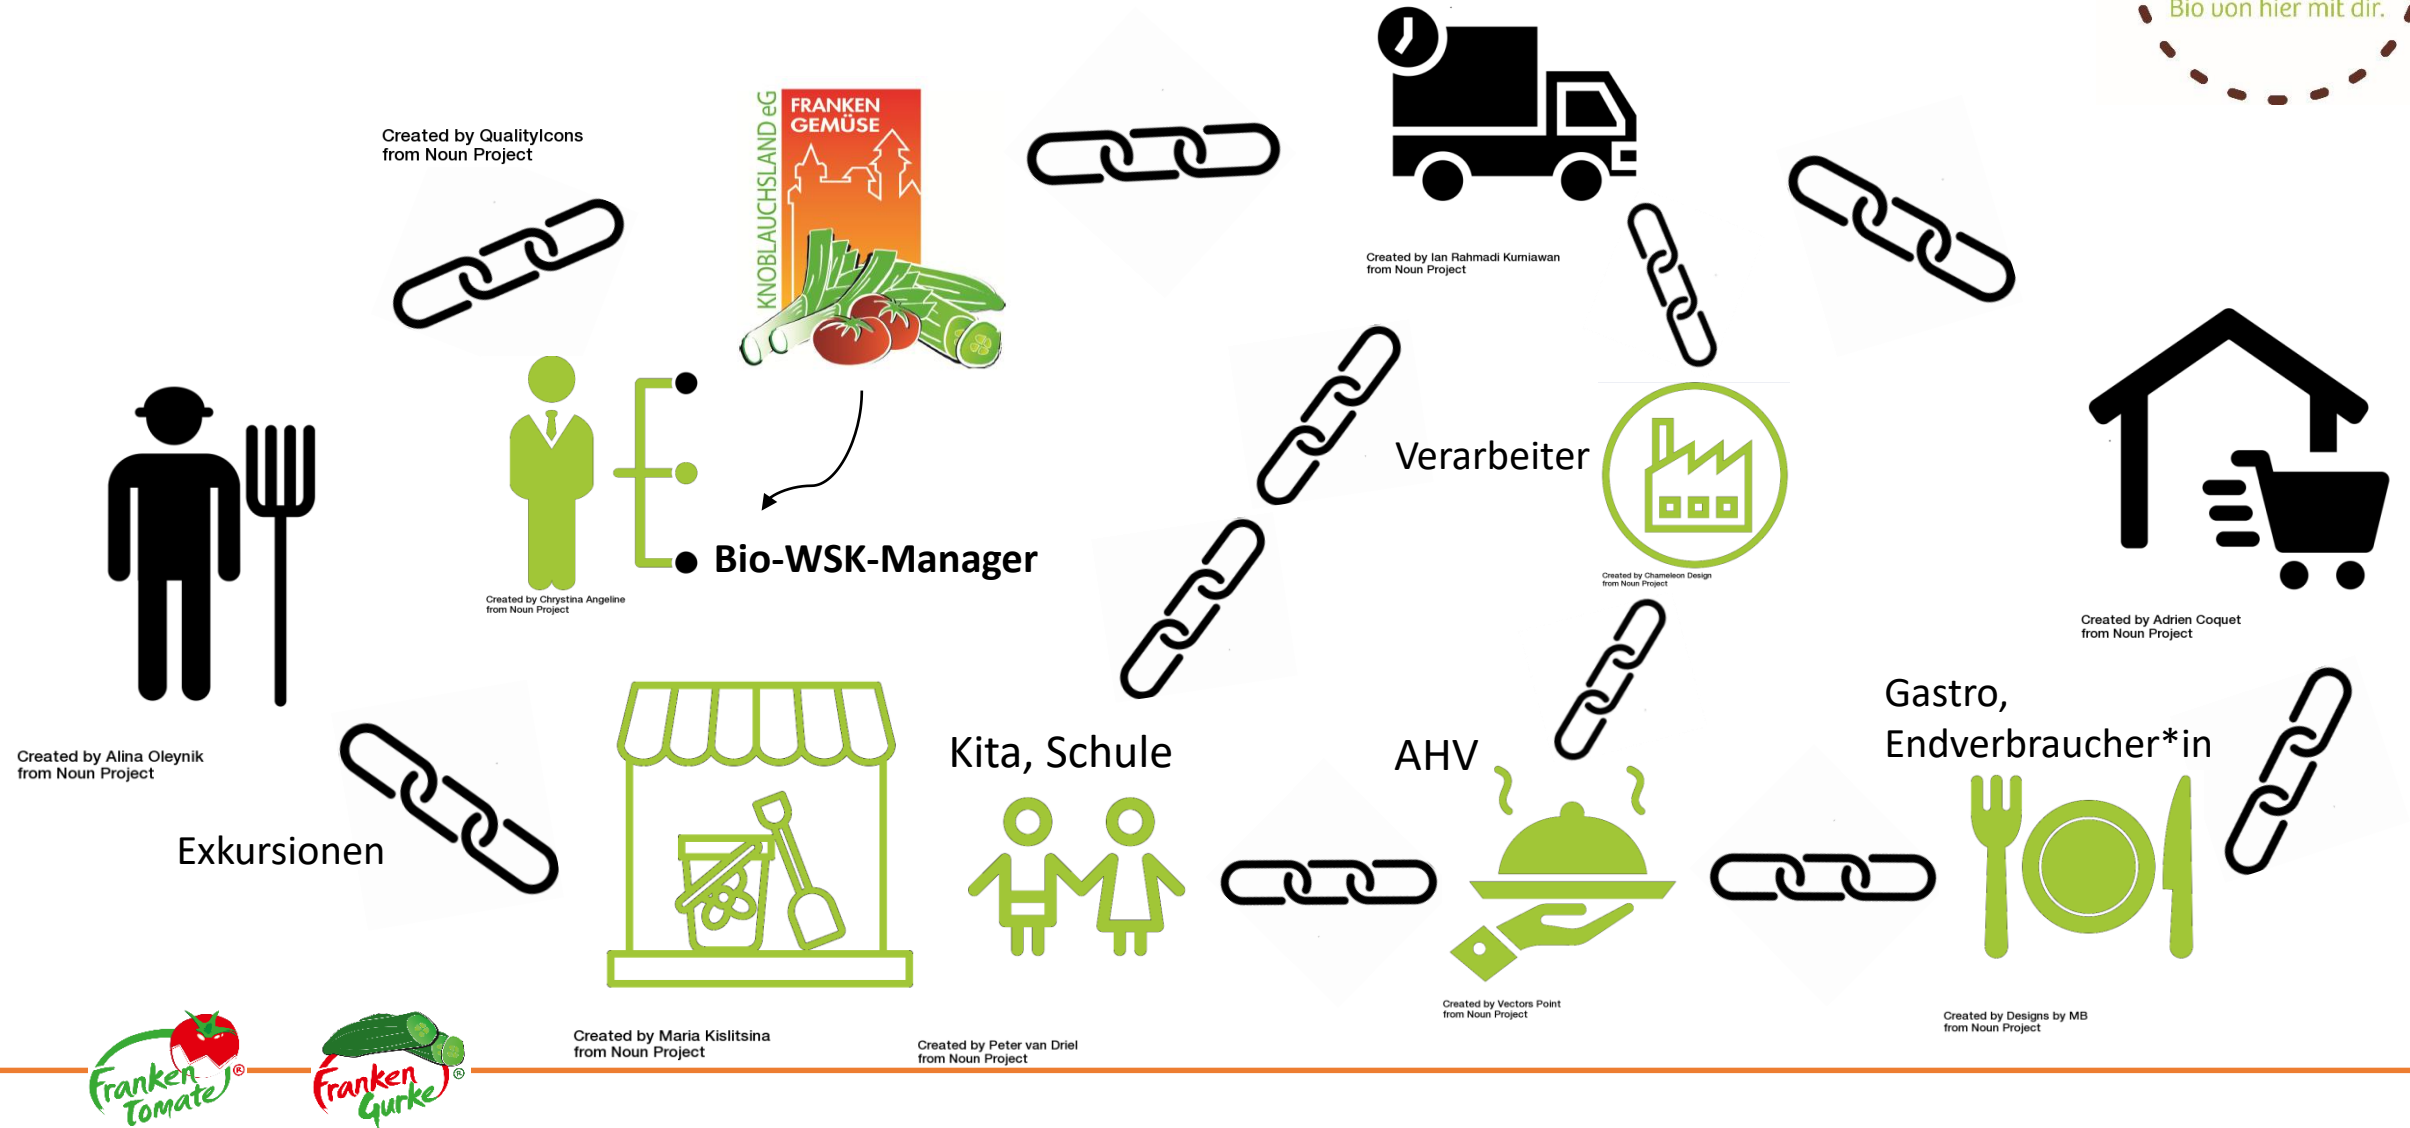 Bio von hier mit dir.
Created by QualityIcons
from Noun Project
KNOBLAUCHSLAND eG
FRANKEN
GEMÜSE
Created by Ian Rahmadi Kurniawan
from Noun Project
Verarbeiter
Bio-WSK-Manager
Created by Chrystina Angeline
from Noun Project
Created by Chameleon Design
from Noun Project
Created by Adrien Coquet
from Noun Project
Created by Alina Oleynik
from Noun Project
Exkursionen
Kita, Schule
AHV
Gastro,
Endverbraucher*in
Created by Maria Kislitsina
from Noun Project
Created by Peter van Driel
from Noun Project
Created by Vectors Point
from Noun Project
Created by Designs by MB
from Noun Project
Franken
Tomate ®
Franken
Gurke ®